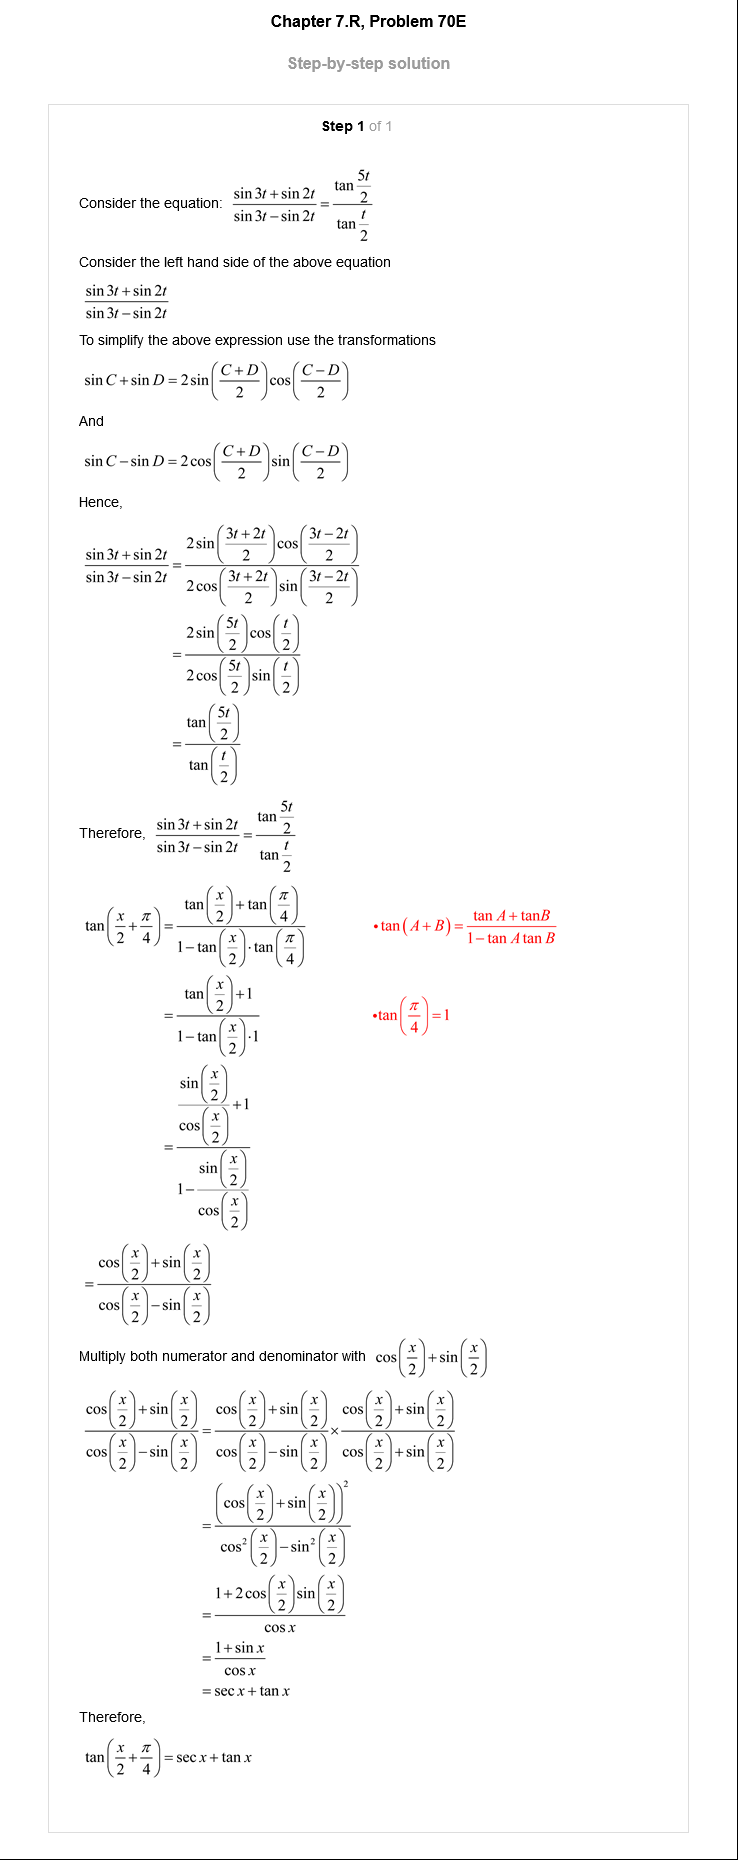 Chapter 7.R, Problem 70E
Step-by-step solution
Step 1 of 1
Consider the equation: \frac{\sin 3t + \sin 2t}{\sin 3t - \sin 2t} = \frac{\tan \frac{5t}{2}}{\tan \frac{t}{2}}
Consider the left hand side of the above equation
\frac{\sin 3t + \sin 2t}{\sin 3t - \sin 2t}
To simplify the above expression use the transformations
\sin C + \sin D = 2 \sin\left(\frac{C+D}{2}\right) \cos\left(\frac{C-D}{2}\right)
And
\sin C - \sin D = 2 \cos\left(\frac{C+D}{2}\right) \sin\left(\frac{C-D}{2}\right)
Hence,
\frac{\sin 3t + \sin 2t}{\sin 3t - \sin 2t} = \frac{2 \sin\left(\frac{3t+2t}{2}\right) \cos\left(\frac{3t-2t}{2}\right)}{2 \cos\left(\frac{3t+2t}{2}\right) \sin\left(\frac{3t-2t}{2}\right)}
= \frac{2 \sin\left(\frac{5t}{2}\right) \cos\left(\frac{t}{2}\right)}{2 \cos\left(\frac{5t}{2}\right) \sin\left(\frac{t}{2}\right)}
= \frac{\tan\left(\frac{5t}{2}\right)}{\tan\left(\frac{t}{2}\right)}
Therefore, \frac{\sin 3t + \sin 2t}{\sin 3t - \sin 2t} = \frac{\tan \frac{5t}{2}}{\tan \frac{t}{2}}
\tan\left(\frac{x}{2} + \frac{\pi}{4}\right) = \frac{\tan\left(\frac{x}{2}\right) + \tan\left(\frac{\pi}{4}\right)}{1 - \tan\left(\frac{x}{2}\right) \cdot \tan\left(\frac{\pi}{4}\right)} • \tan(A+B) = \frac{\tan A + \tan B}{1 - \tan A \tan B}
= \frac{\tan\left(\frac{x}{2}\right) + 1}{1 - \tan\left(\frac{x}{2}\right) \cdot 1} • \tan\left(\frac{\pi}{4}\right) = 1
= \frac{\frac{\sin\left(\frac{x}{2}\right)}{\cos\left(\frac{x}{2}\right)} + 1}{1 - \frac{\sin\left(\frac{x}{2}\right)}{\cos\left(\frac{x}{2}\right)}}
= \frac{\cos\left(\frac{x}{2}\right) + \sin\left(\frac{x}{2}\right)}{\cos\left(\frac{x}{2}\right) - \sin\left(\frac{x}{2}\right)}
Multiply both numerator and denominator with \cos\left(\frac{x}{2}\right) + \sin\left(\frac{x}{2}\right)
\frac{\cos\left(\frac{x}{2}\right) + \sin\left(\frac{x}{2}\right)}{\cos\left(\frac{x}{2}\right) - \sin\left(\frac{x}{2}\right)} = \frac{\cos\left(\frac{x}{2}\right) + \sin\left(\frac{x}{2}\right)}{\cos\left(\frac{x}{2}\right) - \sin\left(\frac{x}{2}\right)} \times \frac{\cos\left(\frac{x}{2}\right) + \sin\left(\frac{x}{2}\right)}{\cos\left(\frac{x}{2}\right) + \sin\left(\frac{x}{2}\right)}
= \frac{\left(\cos\left(\frac{x}{2}\right) + \sin\left(\frac{x}{2}\right)\right)^2}{\cos^2\left(\frac{x}{2}\right) - \sin^2\left(\frac{x}{2}\right)}
= \frac{1 + 2 \cos\left(\frac{x}{2}\right) \sin\left(\frac{x}{2}\right)}{\cos x}
= \frac{1 + \sin x}{\cos x}
= \sec x + \tan x
Therefore,
\tan\left(\frac{x}{2} + \frac{\pi}{4}\right) = \sec x + \tan x